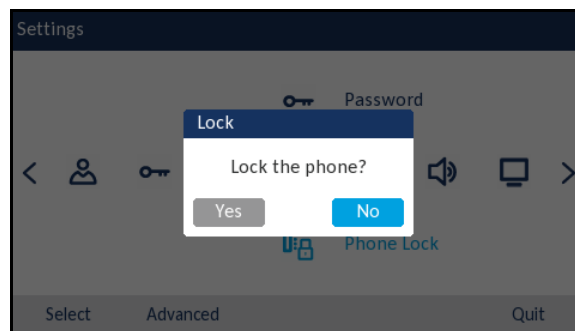 Settings
Password
Lock
Lock the phone?
Yes No
Phone Lock
Select Advanced Quit